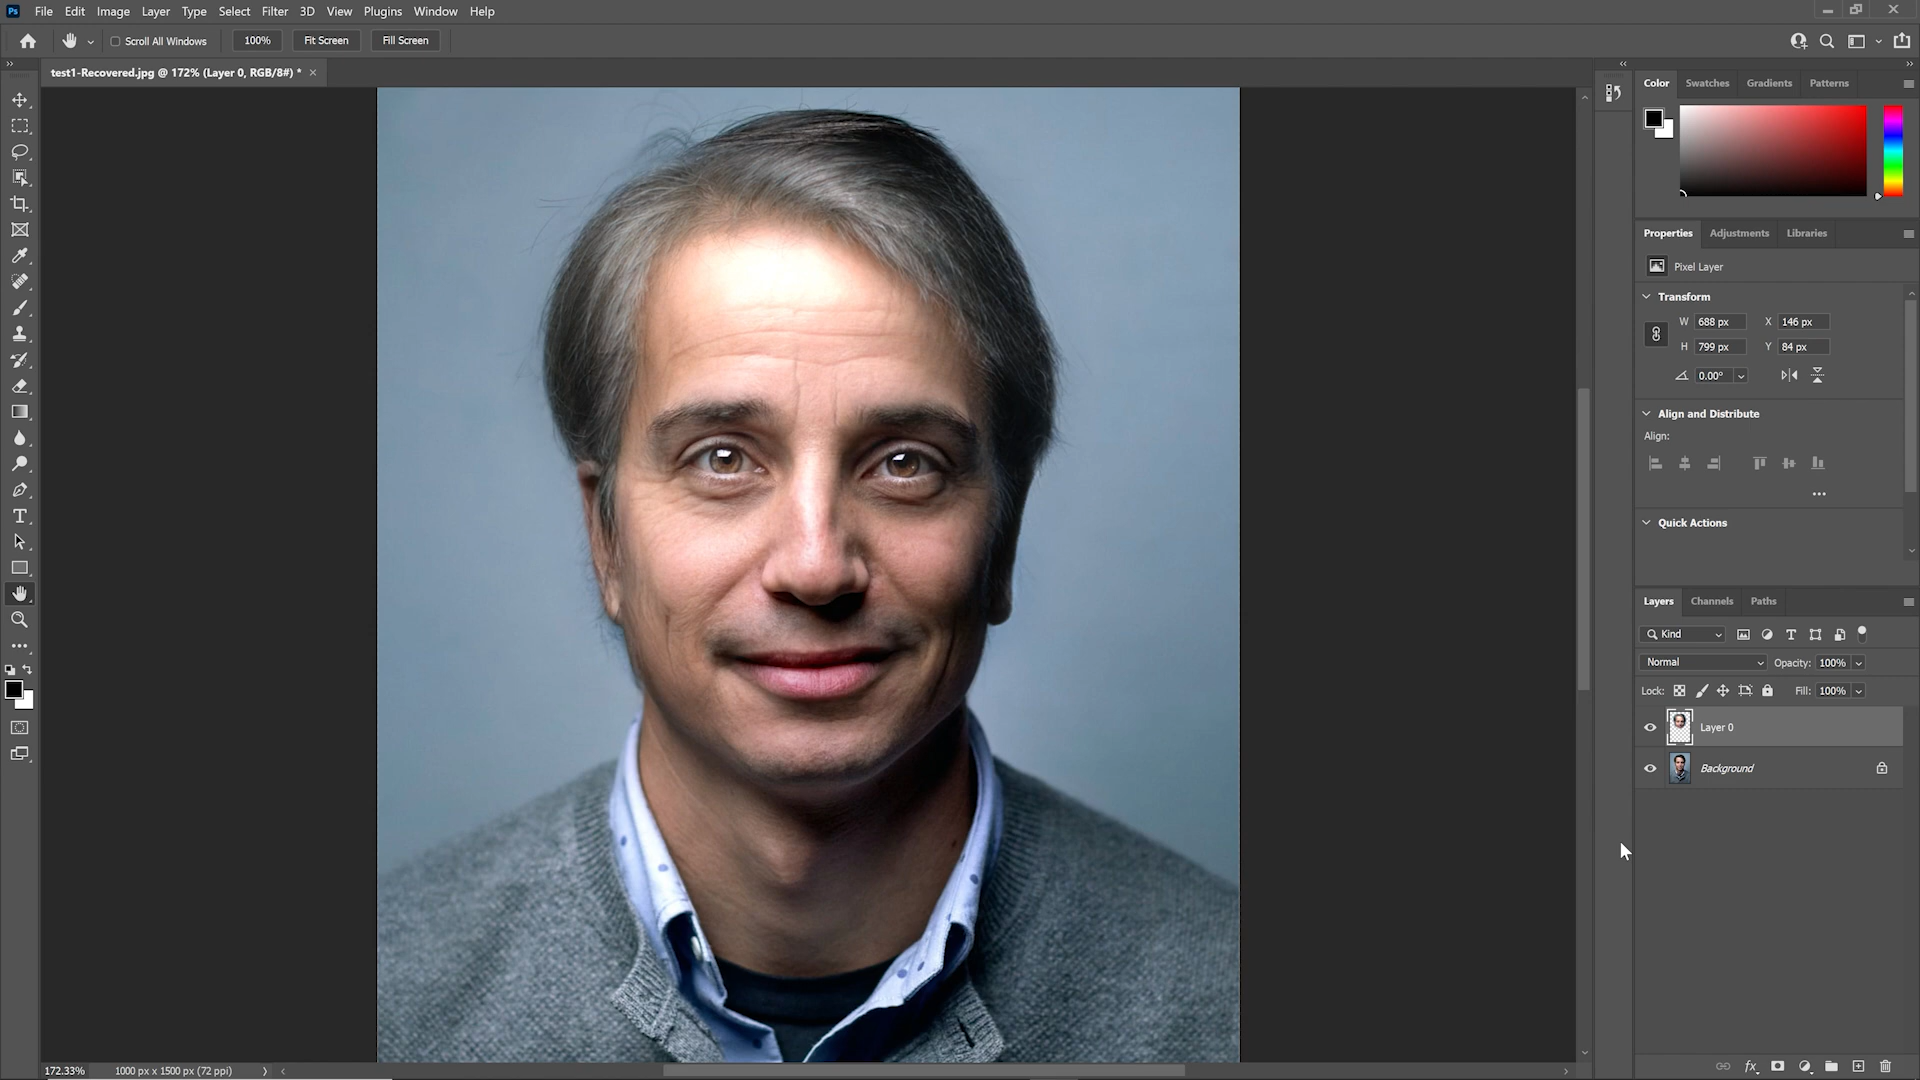 Ps File Edit Image Layer Type Select Filter 3D View Plugins Window Help
Scroll All Windows 100% Fit Screen Fill Screen
test1-Recovered.jpg @ 172% (Layer 0, RGB/8#) * ×
Color Swatches Gradients Patterns
Properties Adjustments Libraries
Pixel Layer
Transform
W 688 px X 146 px
H 799 px Y 84 px
0.00°
Align and Distribute
Align:
Quick Actions
Layers Channels Paths
Kind
Normal Opacity: 100%
Lock: Fill: 100%
Layer 0
Background
fx
172.33% 1000 px x 1500 px (72 ppi)